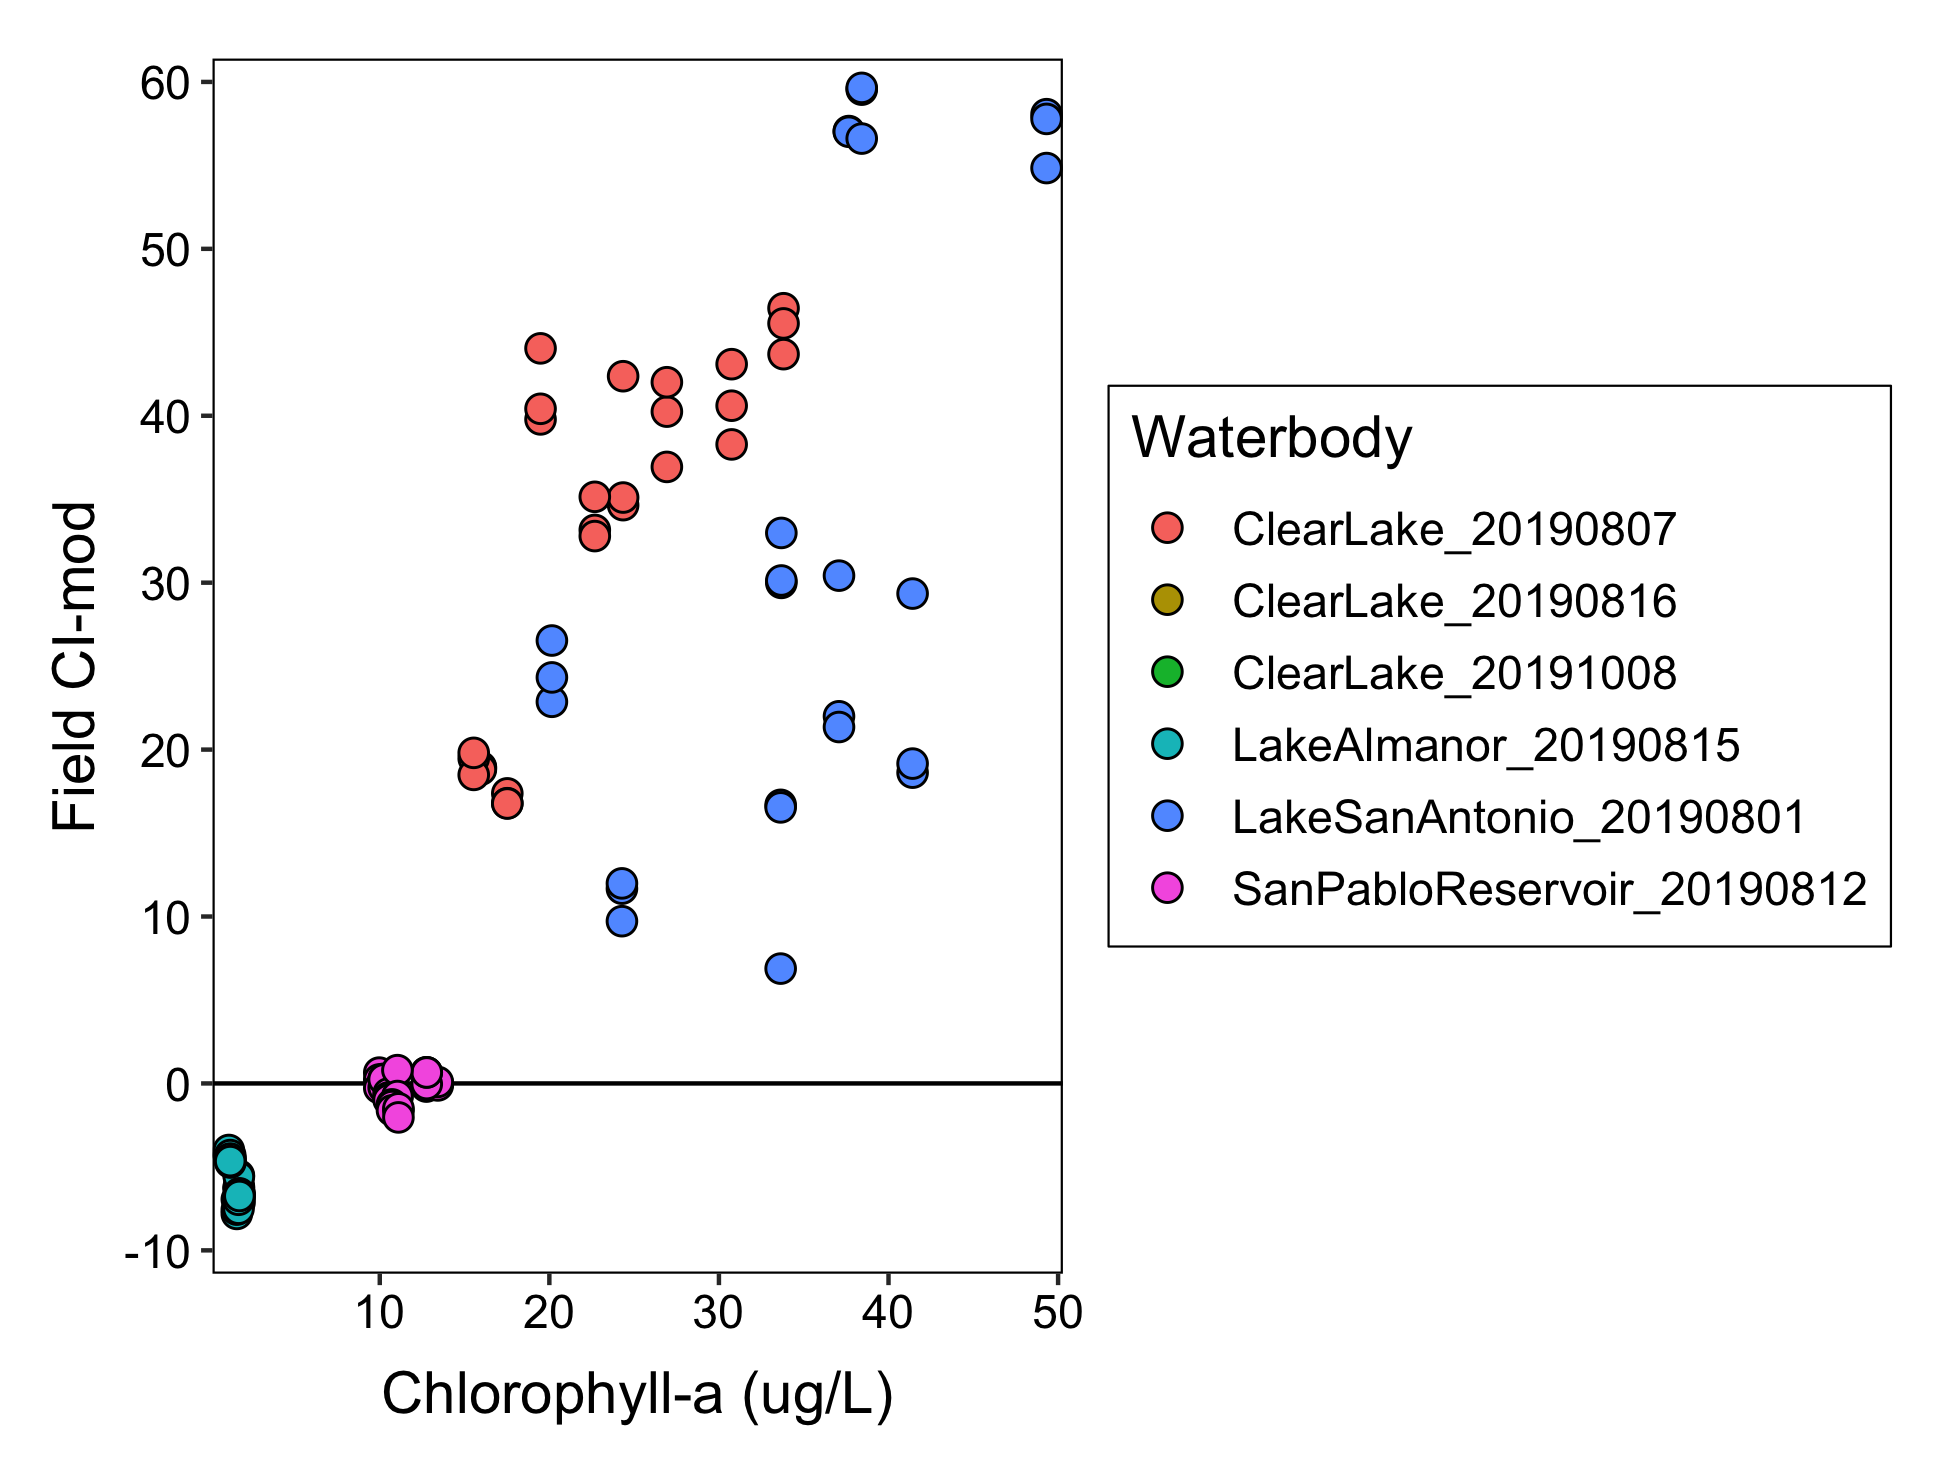 60
50
40
30
20
10
0
-10
Field CI-mod
10 20 30 40 50
Chlorophyll-a (ug/L)
Waterbody
ClearLake_20190807
ClearLake_20190816
ClearLake_20191008
LakeAlmanor_20190815
LakeSanAntonio_20190801
SanPabloReservoir_20190812